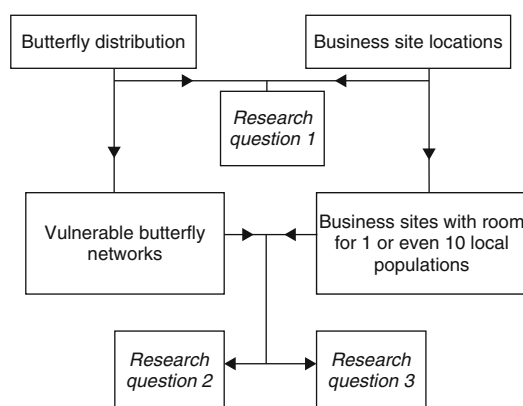 Butterfly distribution
Business site locations
Research
question 1
Vulnerable butterfly
networks
Business sites with room
for 1 or even 10 local
populations
Research
question 2
Research
question 3